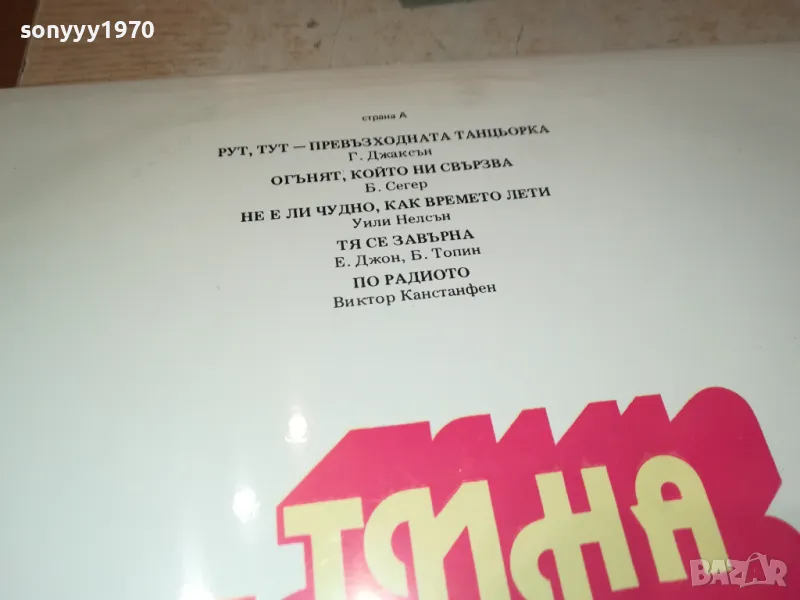 sonyyy1970
страна А
РУТ, ТУТ — ПРЕВЪЗХОДНАТА ТАНЦЬОРКА
Г. Джаксън
ОГЪНЯТ, КОЙТО НИ СВЪРЗВА
Б. Сегер
НЕ Е ЛИ ЧУДНО, КАК ВРЕМЕТО ЛЕТИ
Уили Нелсън
ТЯ СЕ ЗАВЪРНА
Е. Джон, Б. Топин
ПО РАДИОТО
Виктор Канстанфен
ТИНА
BAZAR